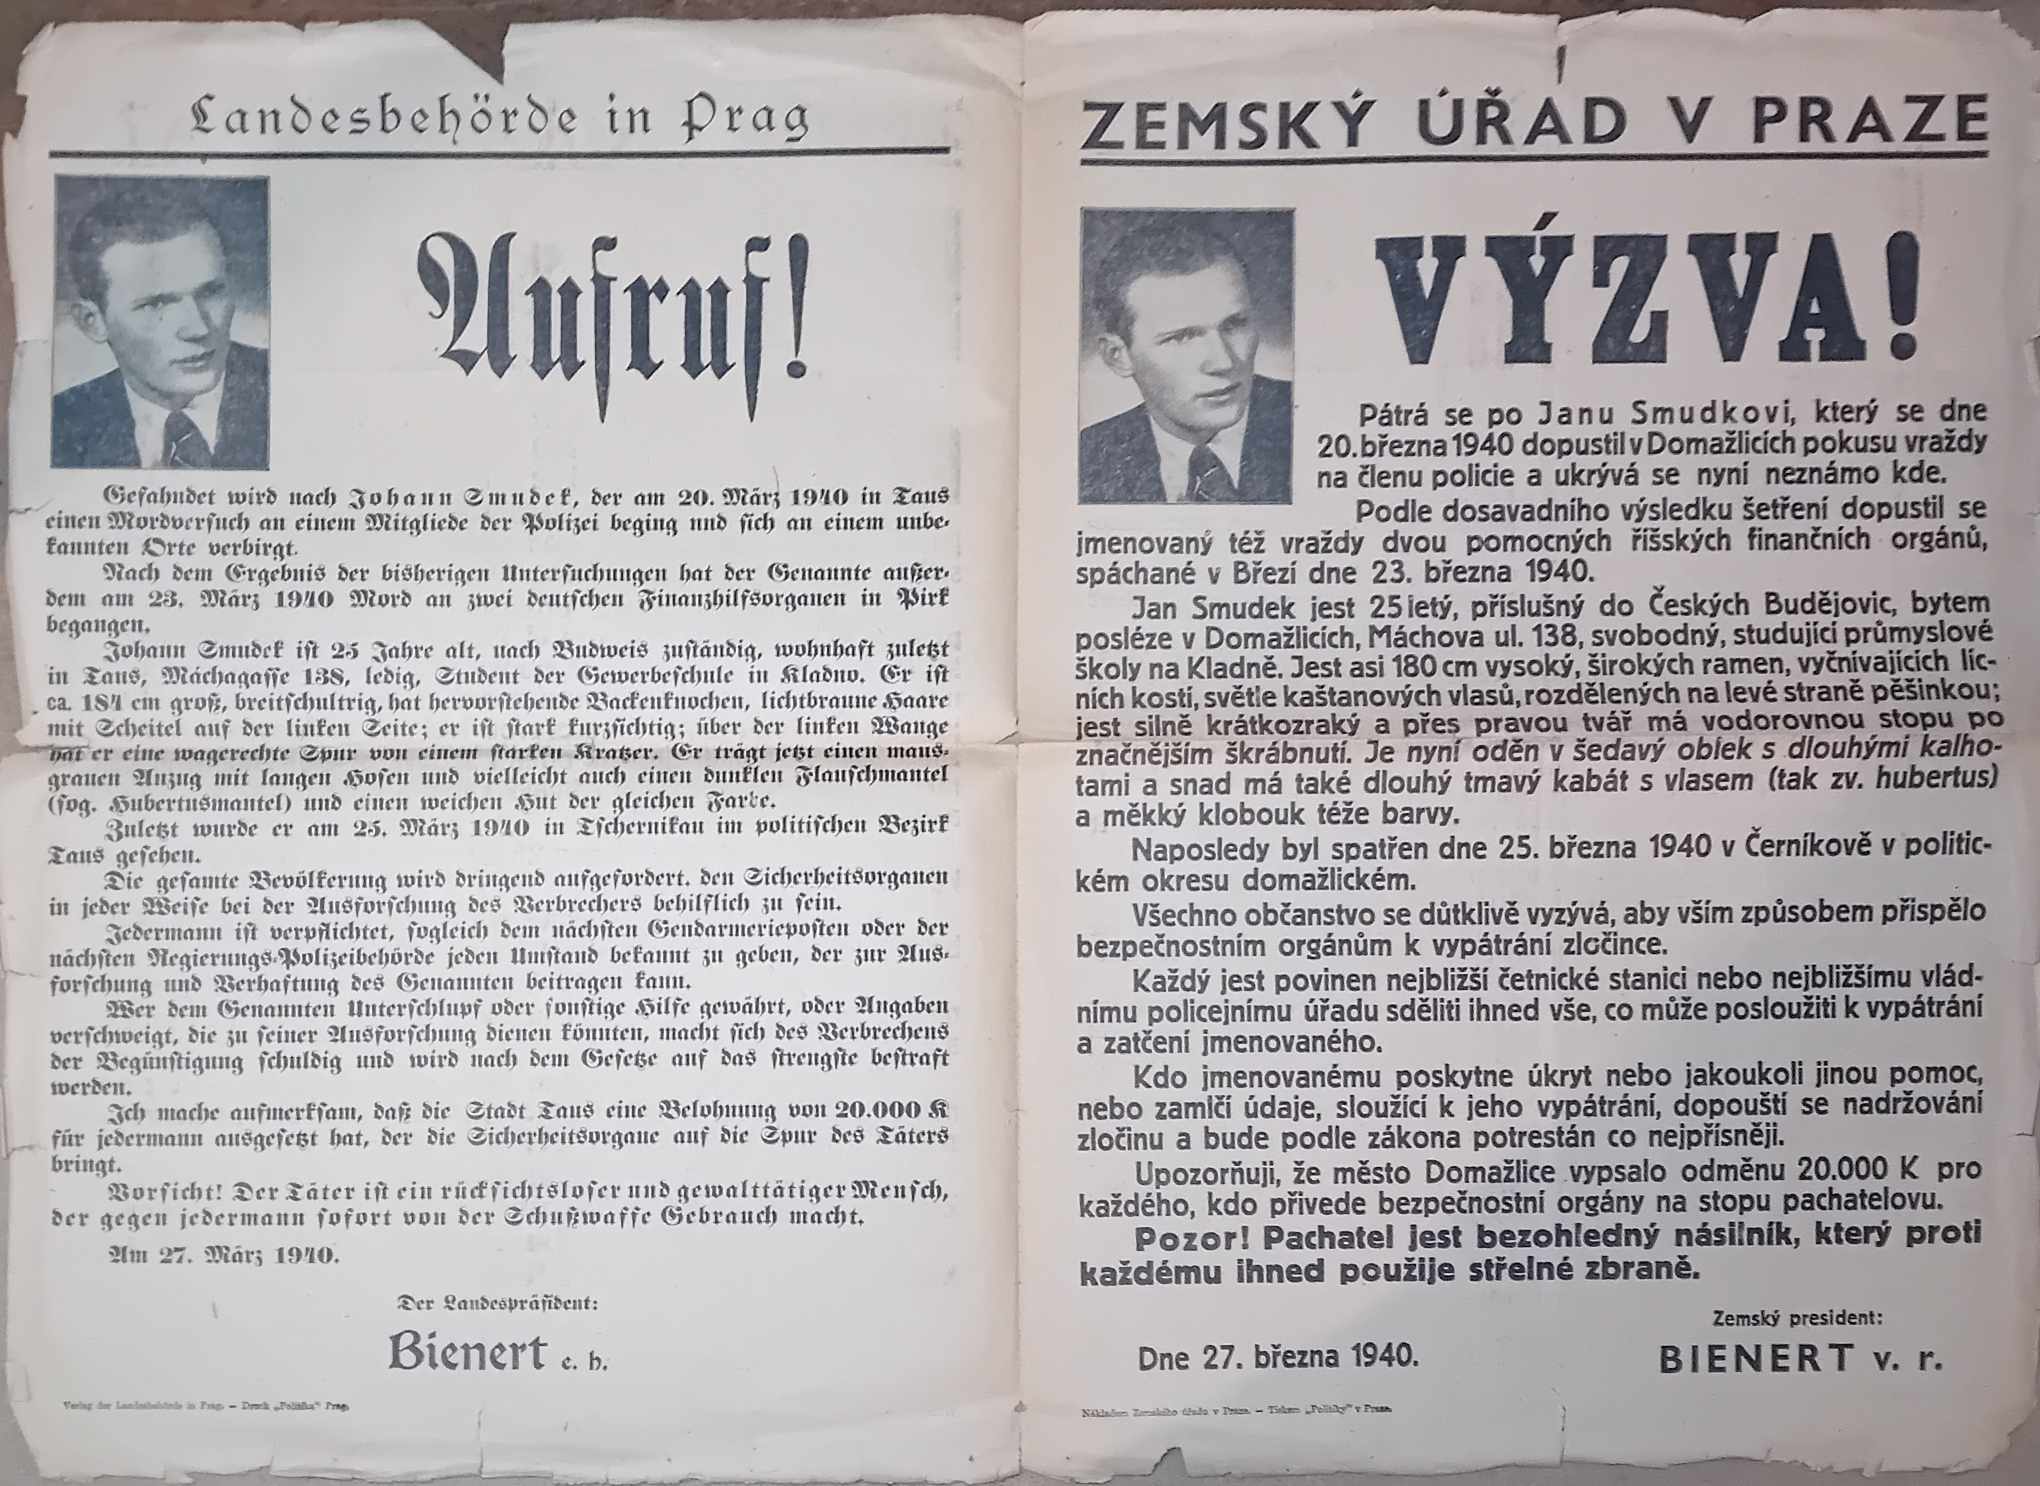 Landesbehörde in Prag
Aufruf!
Gefahndet wird nach Johann Smudek, der am 20. März 1940 in Taus
einen Mordversuch an einem Mitgliede der Polizei beging und sich an einem unbe-
kannten Orte verbirgt.
Nach dem Ergebnis der bisherigen Untersuchungen hat der Genannte außer-
dem am 23. März 1940 Mord an zwei deutschen Finanzhilfsorganen in Pirk
begangen.
Johann Smudek ist 25 Jahre alt, nach Budweis zuständig, wohnhaft zuletzt
in Taus, Máchagasse 138, ledig, Student der Gewerbeschule in Kladno. Er ist
ca. 184 cm groß, breitschultrig, hat hervorstehende Backenknochen, lichtbraune Haare
mit Scheitel auf der linken Seite; er ist stark kurzsichtig; über der linken Wange
hat er eine wagerechte Spur von einem starken Kratzer. Er trägt jetzt einen maus-
grauen Anzug mit langen Hosen und vielleicht auch einen dunklen Flauschmantel
(sog. Hubertusmantel) und einen weichen Hut der gleichen Farbe.
Zuletzt wurde er am 25. März 1940 in Tschernikau im politischen Bezirk
Taus gesehen.
Die gesamte Bevölkerung wird dringend aufgefordert, den Sicherheitsorganen
in jeder Weise bei der Ausforschung des Verbrechers behilflich zu sein.
Jedermann ist verpflichtet, sogleich dem nächsten Gendarmerieposten oder der
nächsten Regierungs-Polizeibehörde jeden Umstand bekannt zu geben, der zur Aus-
forschung und Verhaftung des Genannten beitragen kann.
Wer dem Genannten Unterschlupf oder sonstige Hilfe gewährt, oder Angaben
verschweigt, die zu seiner Ausforschung dienen könnten, macht sich des Verbrechens
der Begünstigung schuldig und wird nach dem Gesetze auf das strengste bestraft
werden.
Ich mache aufmerksam, daß die Stadt Taus eine Belohnung von 20.000 K
für jedermann ausgesetzt hat, der die Sicherheitsorgane auf die Spur des Täters
bringt.
Vorsicht! Der Täter ist ein rücksichtsloser und gewalttätiger Mensch,
der gegen jedermann sofort von der Schußwaffe Gebrauch macht.
Am 27. März 1940.
Der Landespräsident:
Bienert e. h.
Verlag der Landesbehörde in Prag. — Druck „Politika" Prag.
ZEMSKÝ ÚŘAD V PRAZE
VÝZVA!
Pátrá se po Janu Smudkovi, který se dne
20. března 1940 dopustil v Domažlicích pokusu vraždy
na členu policie a ukrývá se nyní neznámo kde.
Podle dosavadního výsledku šetření dopustil se
jmenovaný též vraždy dvou pomocných říšských finančních orgánů,
spáchané v Březí dne 23. března 1940.
Jan Smudek jest 25letý, příslušný do Českých Budějovic, bytem
posléze v Domažlicích, Máchova ul. 138, svobodný, studující průmyslové
školy na Kladně. Jest asi 180 cm vysoký, širokých ramen, vyčnívajících líc-
ních kostí, světle kaštanových vlasů, rozdělených na levé straně pěšinkou;
jest silně krátkozraký a přes pravou tvář má vodorovnou stopu po
značnějším škrábnutí. Je nyní oděn v šedavý oblek s dlouhými kalho-
tami a snad má také dlouhý tmavý kabát s vlasem (tak zv. hubertus)
a měkký klobouk téže barvy.
Naposledy byl spatřen dne 25. března 1940 v Černíkově v politic-
kém okresu domažlickém.
Všechno občanstvo se důtklivě vyzývá, aby vším způsobem přispělo
bezpečnostním orgánům k vypátrání zločince.
Každý jest povinen nejbližší četnické stanici nebo nejbližšímu vlád-
nímu policejnímu úřadu sděliti ihned vše, co může posloužiti k vypátrání
a zatčení jmenovaného.
Kdo jmenovanému poskytne úkryt nebo jakoukoli jinou pomoc,
nebo zamlčí údaje, sloužící k jeho vypátrání, dopouští se nadržování
zločinu a bude podle zákona potrestán co nejpřísněji.
Upozorňuji, že město Domažlice vypsalo odměnu 20.000 K pro
každého, kdo přivede bezpečnostní orgány na stopu pachatelovu.
Pozor! Pachatel jest bezohledný násilník, který proti
každému ihned použije střelné zbraně.
Zemský president:
Dne 27. března 1940.
BIENERT v. r.
Nákladem Zemského úřadu v Praze. — Tiskem „Politiky" v Praze.